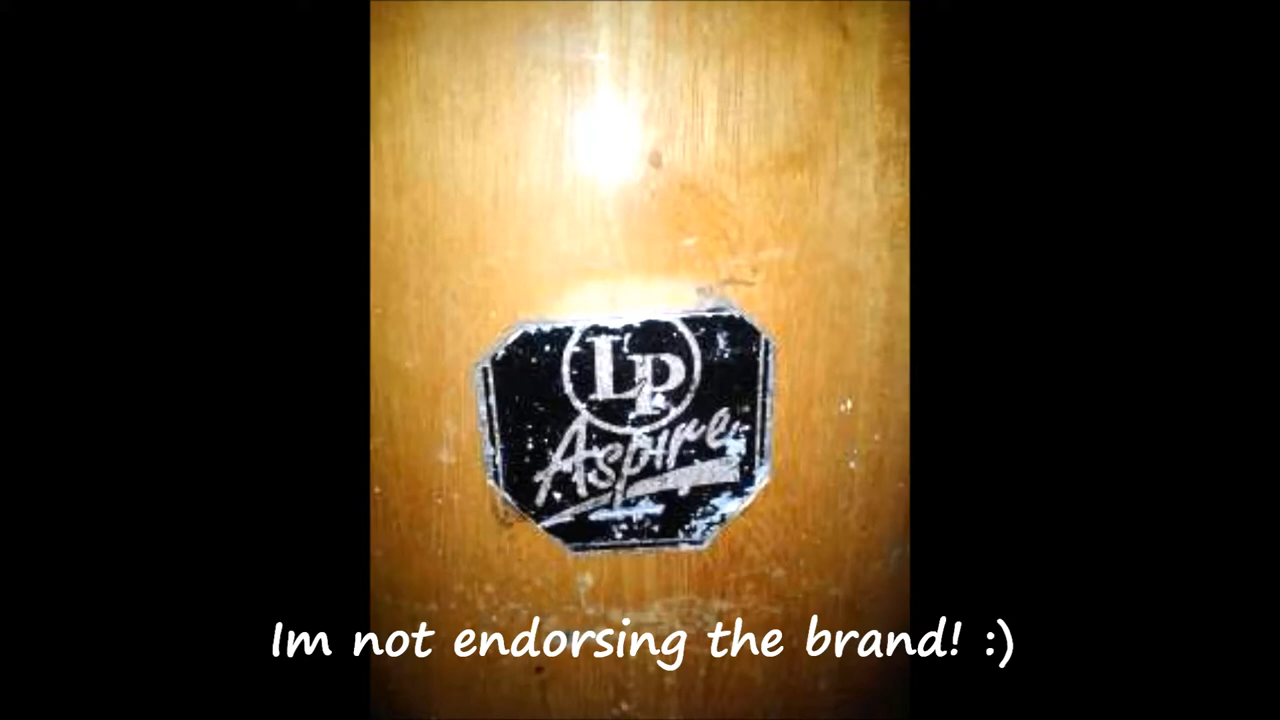 LP
Aspire
Im not endorsing the brand! :)